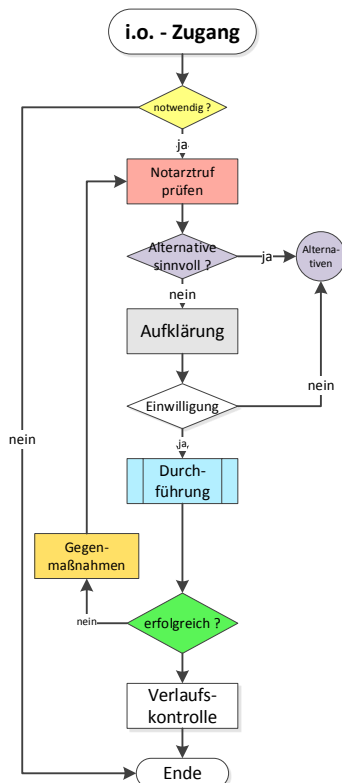 i.o. - Zugang
notwendig ?
ja
Notarztruf
prüfen
Alternative
sinnvoll ?
ja
Alterna-
tiven
nein
Aufklärung
nein
Einwilligung
nein
ja
Durch-
führung
Gegen-
maßnahmen
nein
erfolgreich ?
Verlaufs-
kontrolle
Ende